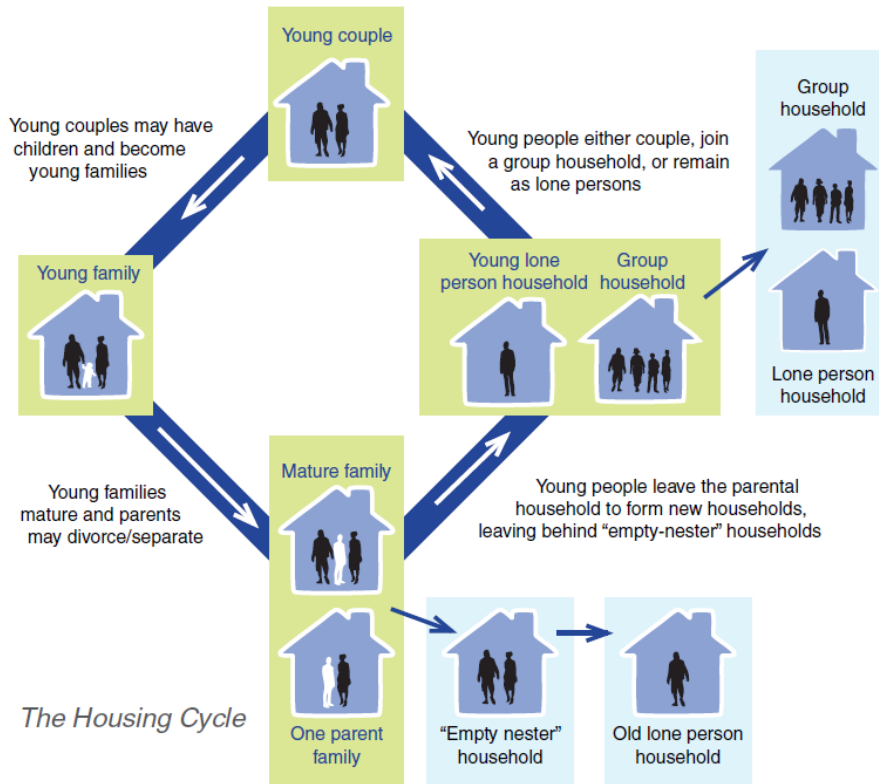 Young couple
Young couples may have
children and become
young families
Young people either couple, join
a group household, or remain
as lone persons
Group
household
Lone person
household
Young family
Young lone
person household
Group
household
Young families
mature and parents
may divorce/separate
Mature family
Young people leave the parental
household to form new households,
leaving behind “empty-nester” households
The Housing Cycle
One parent
family
“Empty nester”
household
Old lone person
household